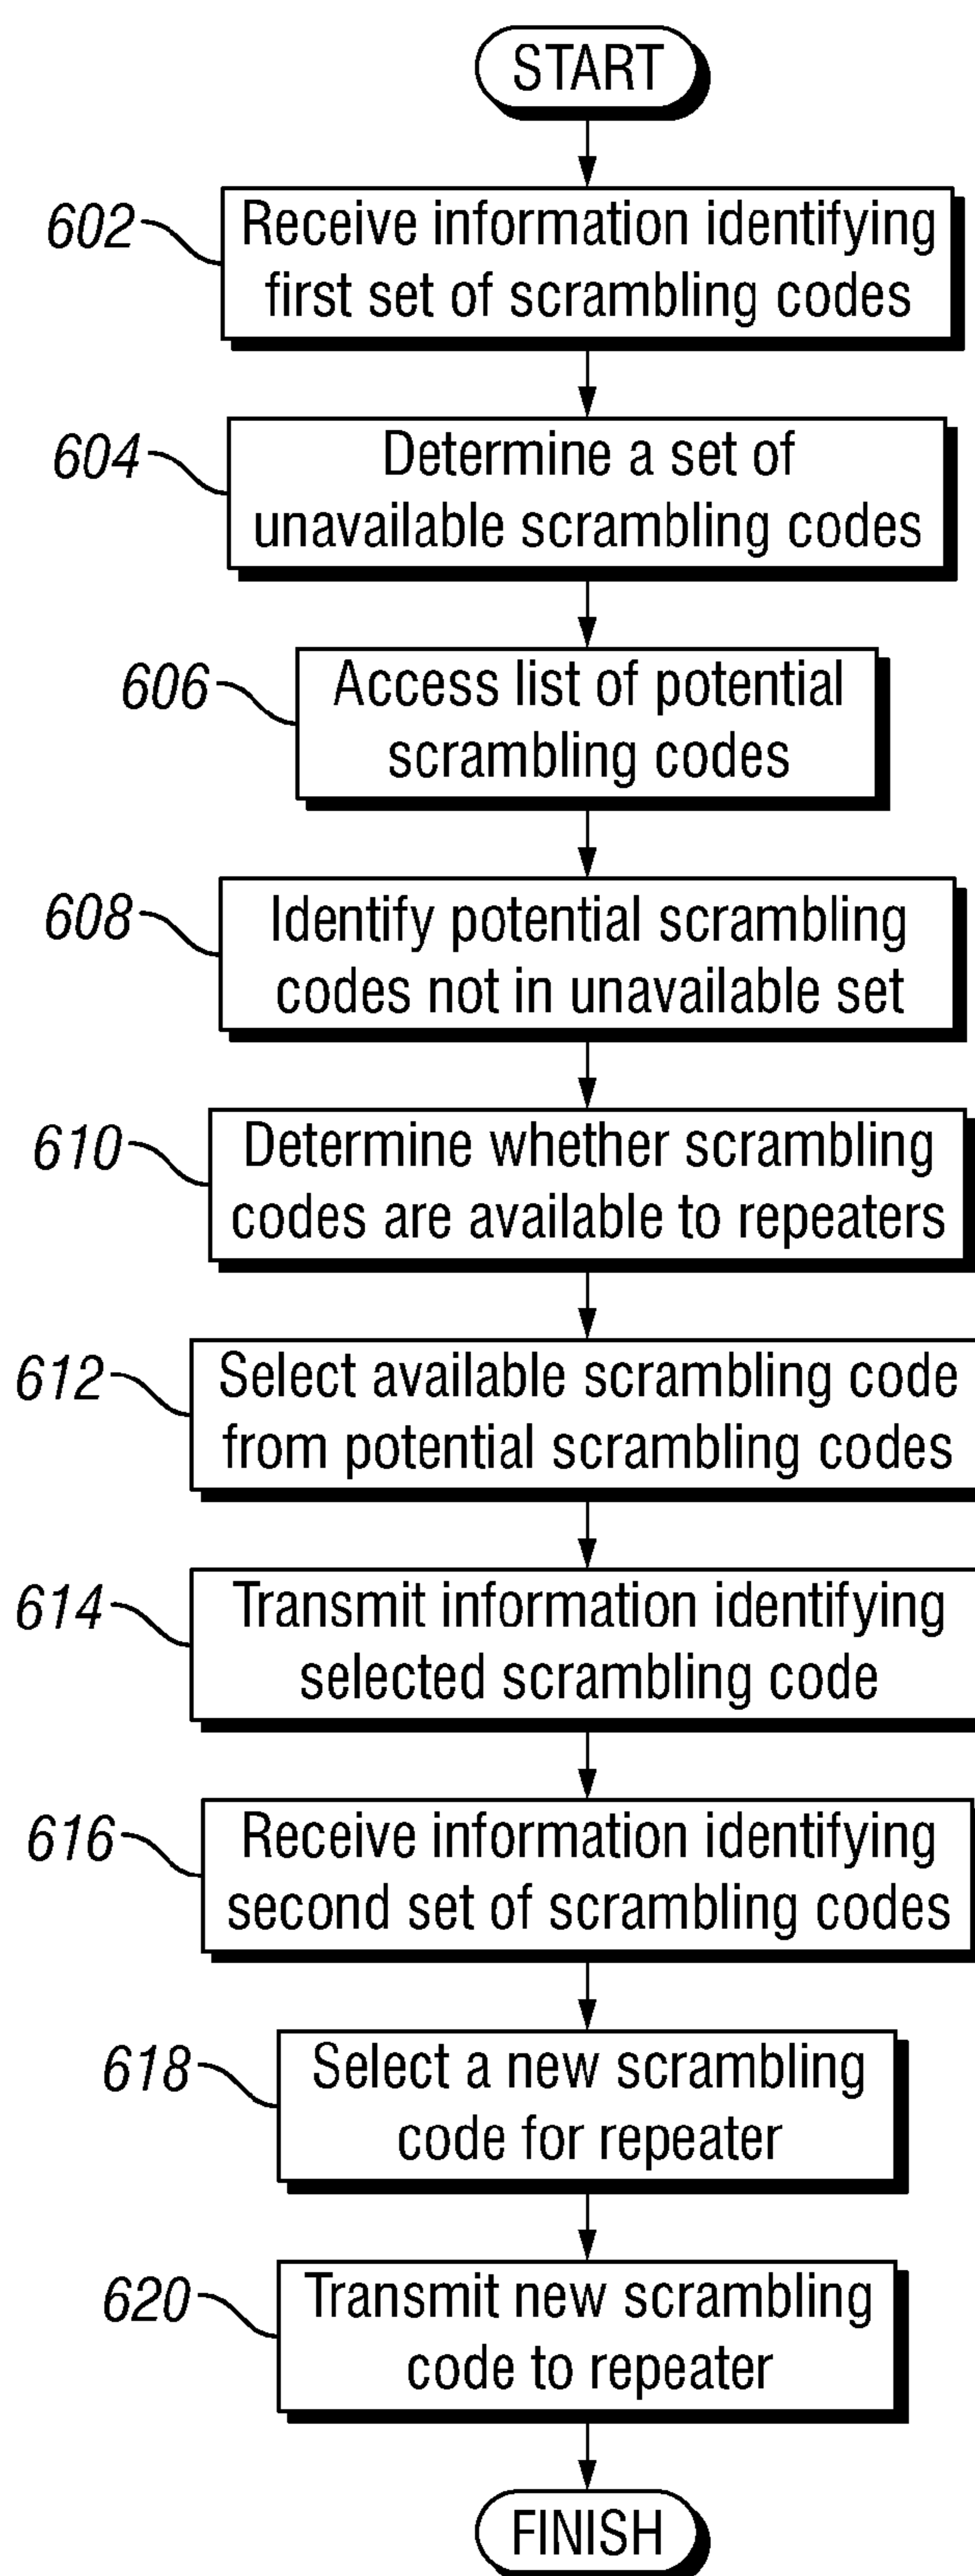 START
602
Receive information identifying
first set of scrambling codes
604
Determine a set of
unavailable scrambling codes
606
Access list of potential
scrambling codes
608
Identify potential scrambling
codes not in unavailable set
610
Determine whether scrambling
codes are available to repeaters
612
Select available scrambling code
from potential scrambling codes
614
Transmit information identifying
selected scrambling code
616
Receive information identifying
second set of scrambling codes
618
Select a new scrambling
code for repeater
620
Transmit new scrambling
code to repeater
FINISH